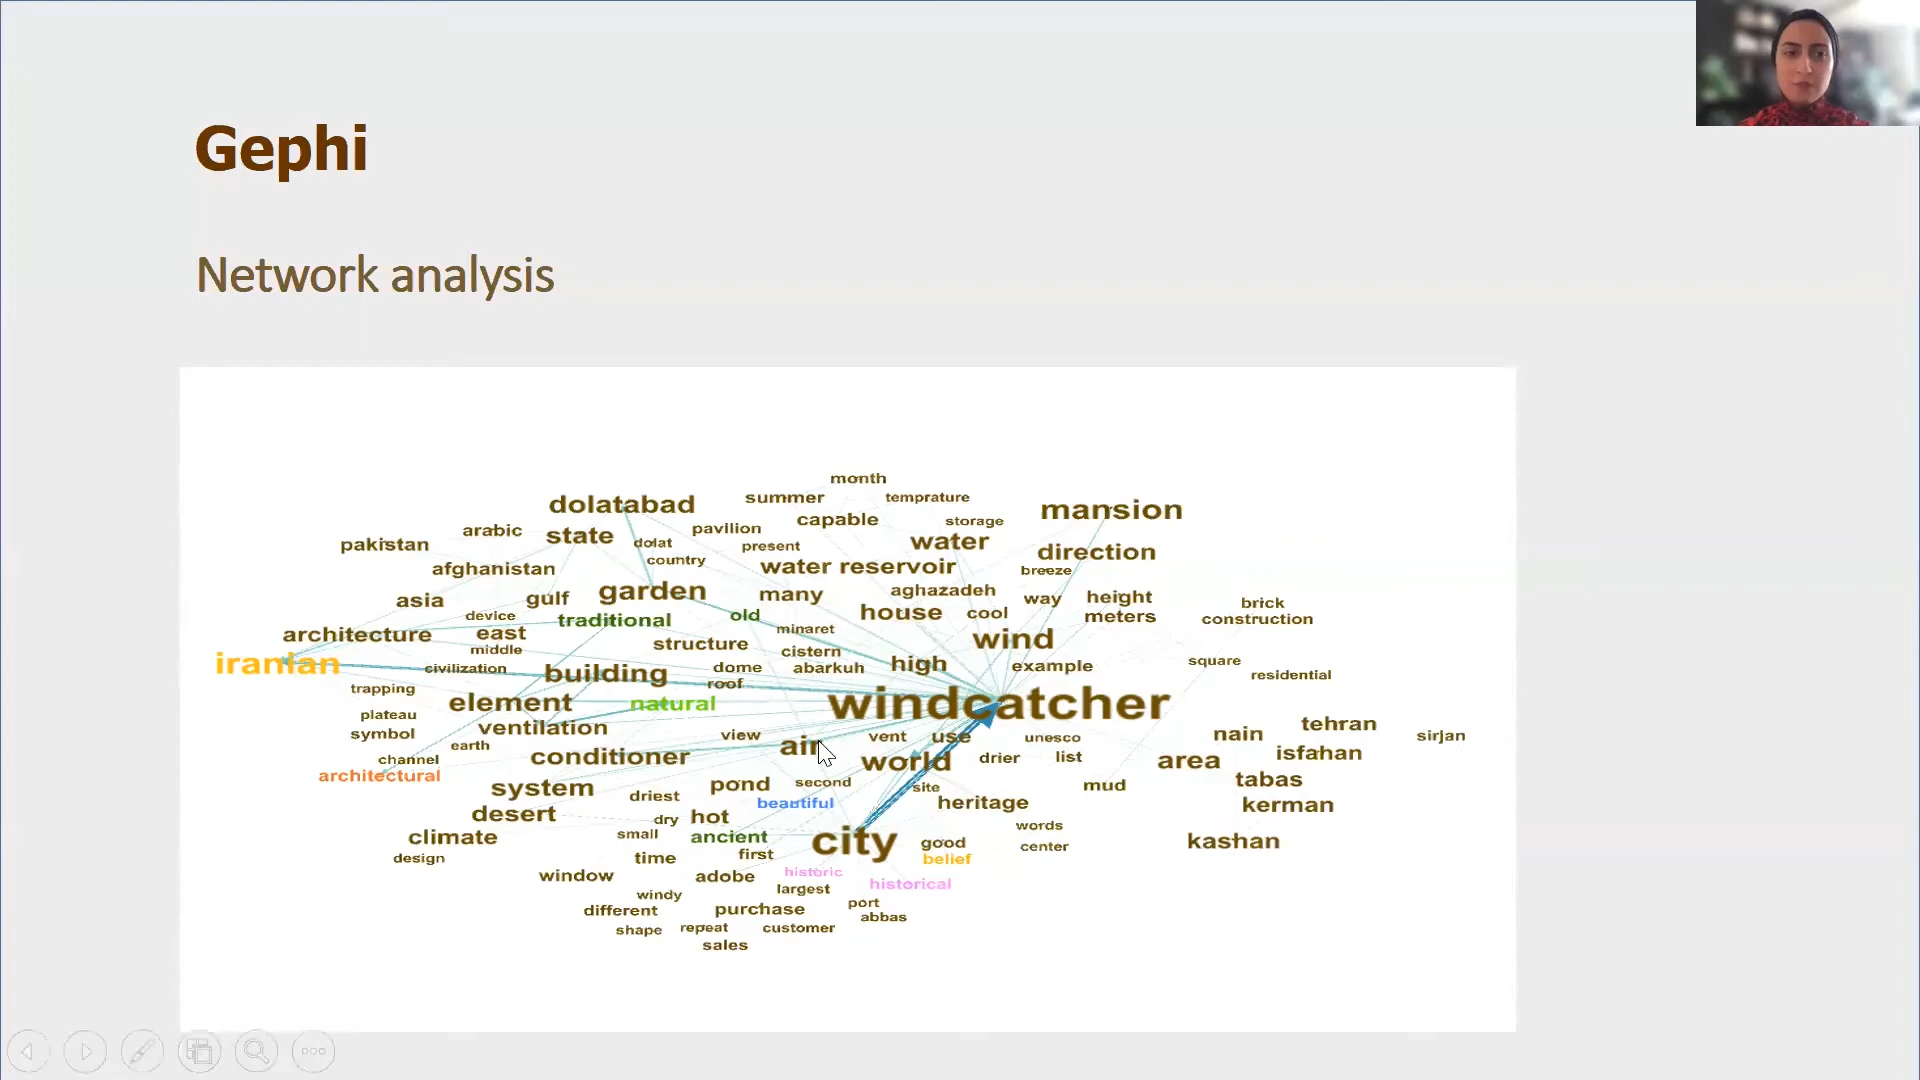 Gephi
Network analysis
month
dolatabad summer temprature mansion
arabic state pavilion capable storage
pakistan dolat present water direction
afghanistan country water reservoir breeze
asia gulf garden many aghazadeh way height brick
device traditional old house cool meters construction
architecture east minaret wind
middle structure cistern
iranian civilization building dome abarkuh high example square
trapping roof residential
element natural windcatcher
plateau ventilation tehran
symbol earth view air vent use unesco nain sirjan
channel conditioner world drier list area isfahan
architectural system pond second site mud tabas
driest beautiful heritage kerman
desert dry hot words
climate small ancient city good center kashan
design time first belief
window adobe historic historical
windy largest
different purchase port
shape repeat customer abbas
sales